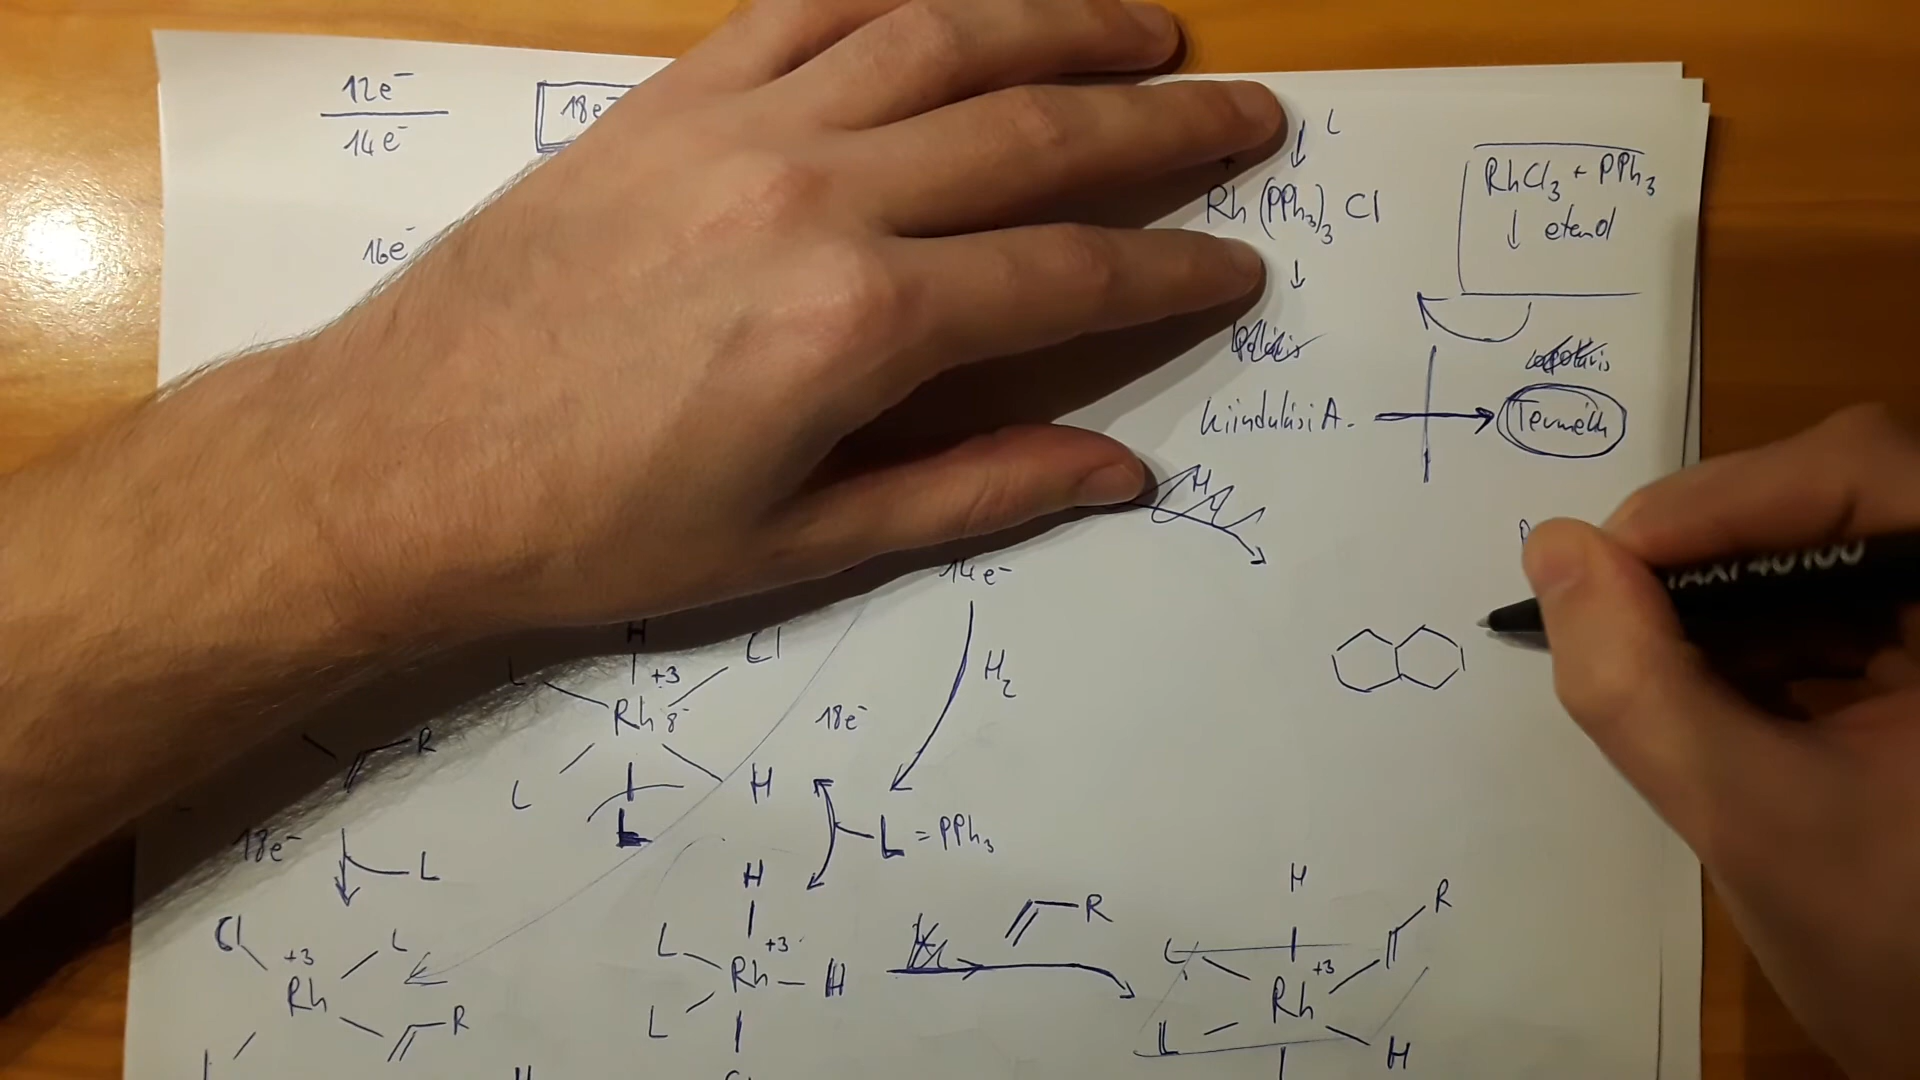 12e⁻
14e⁻
18e⁻
16e⁻
L
+
Rh(PPh₃)₃Cl
RhCl₃ + PPh₃
↓ etanol
kiindulási A. → Termék
14e⁻
H₂
H
L
Cl
+3
Rh 8⁻
L
H
L
18e⁻
L = PPh₃
R
18e⁻
L
Cl
+3
Rh
L
R
H
L
+3
Rh – H
L
R
H
R
L
+3
Rh
L
H
H